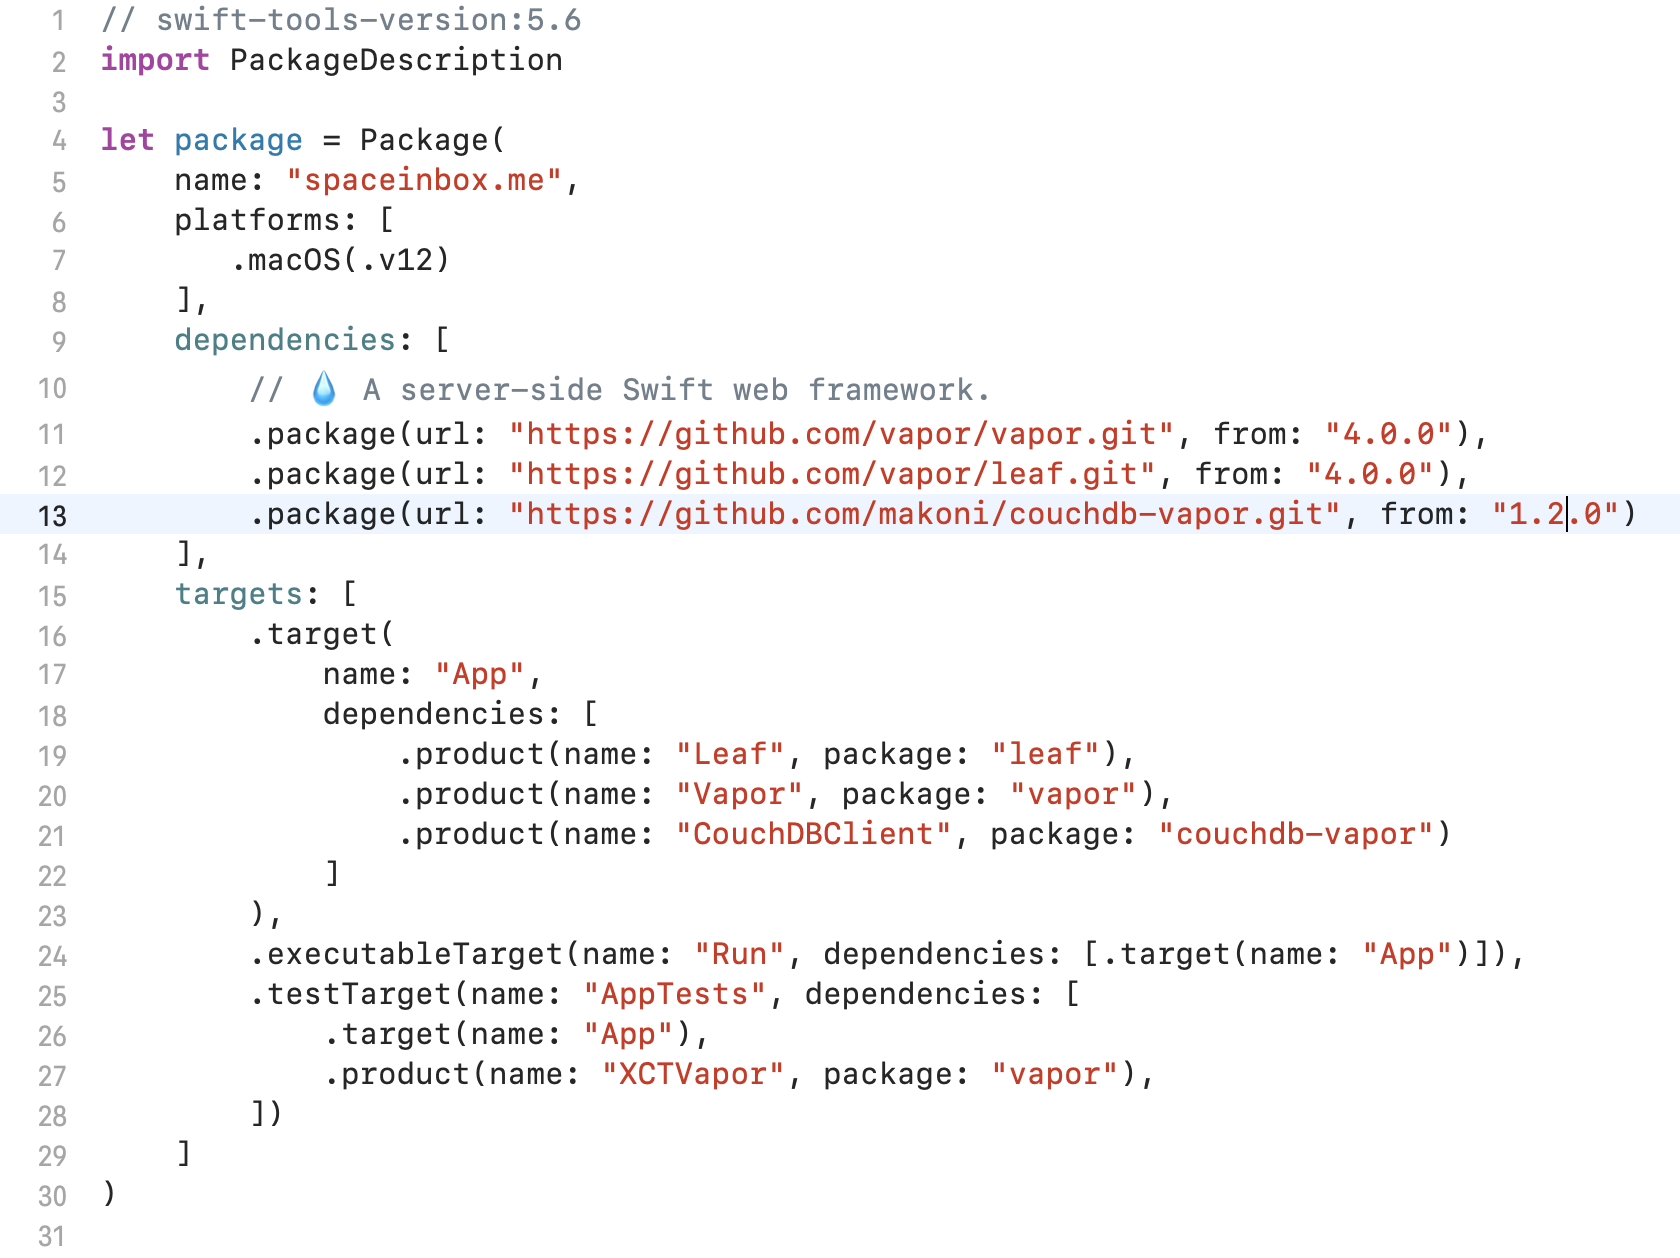 1 // swift-tools-version:5.6
2 import PackageDescription
3
4 let package = Package(
5     name: "spaceinbox.me",
6     platforms: [
7        .macOS(.v12)
8     ],
9     dependencies: [
10         // 💧 A server-side Swift web framework.
11         .package(url: "https://github.com/vapor/vapor.git", from: "4.0.0"),
12         .package(url: "https://github.com/vapor/leaf.git", from: "4.0.0"),
13         .package(url: "https://github.com/makoni/couchdb-vapor.git", from: "1.2.0")
14     ],
15     targets: [
16         .target(
17             name: "App",
18             dependencies: [
19                 .product(name: "Leaf", package: "leaf"),
20                 .product(name: "Vapor", package: "vapor"),
21                 .product(name: "CouchDBClient", package: "couchdb-vapor")
22             ]
23         ),
24         .executableTarget(name: "Run", dependencies: [.target(name: "App")]),
25         .testTarget(name: "AppTests", dependencies: [
26             .target(name: "App"),
27             .product(name: "XCTVapor", package: "vapor"),
28         ])
29     ]
30 )
31